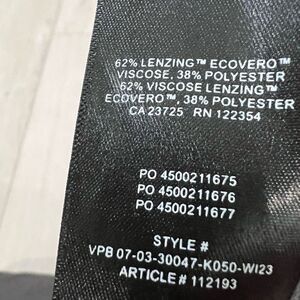 62% LENZING™ ECOVERO™
VISCOSE, 38% POLYESTER
62% VISCOSE LENZING™
ECOVERO™, 38% POLYESTER
CA 23725 RN 122354
PO 4500211675
PO 4500211676
PO 4500211677
STYLE #
VPB 07-03-30047-K050-WI23
ARTICLE # 112193